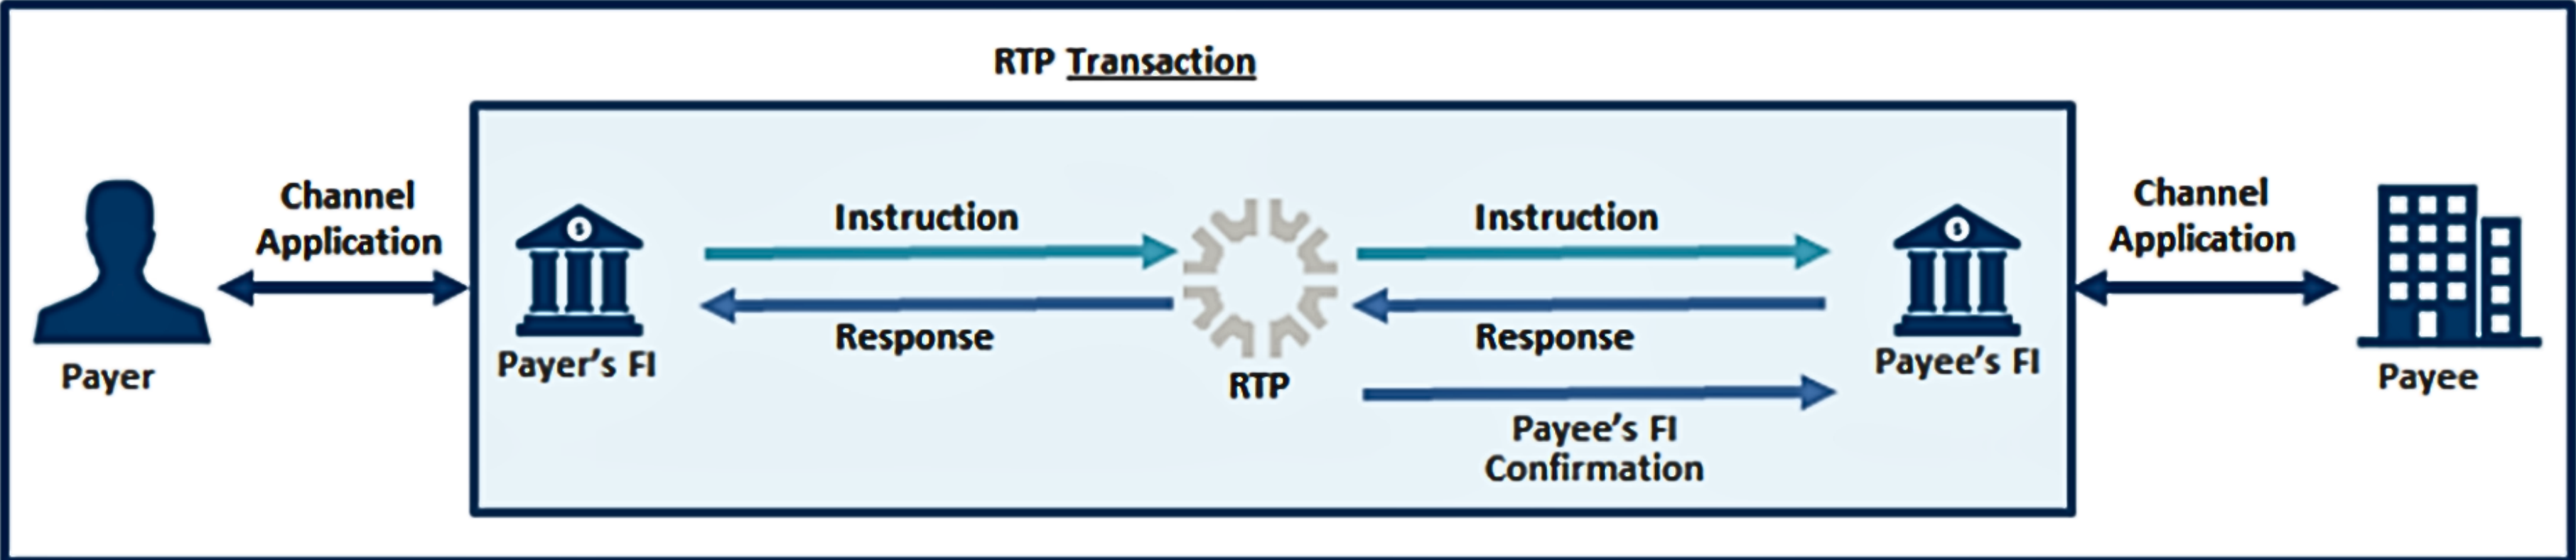 RTP Transaction
Channel
Application
Channel
Application
Instruction
Instruction
Response
Response
Payer
Payer's FI
RTP
Payee's FI
Payee
Payee's FI
Confirmation